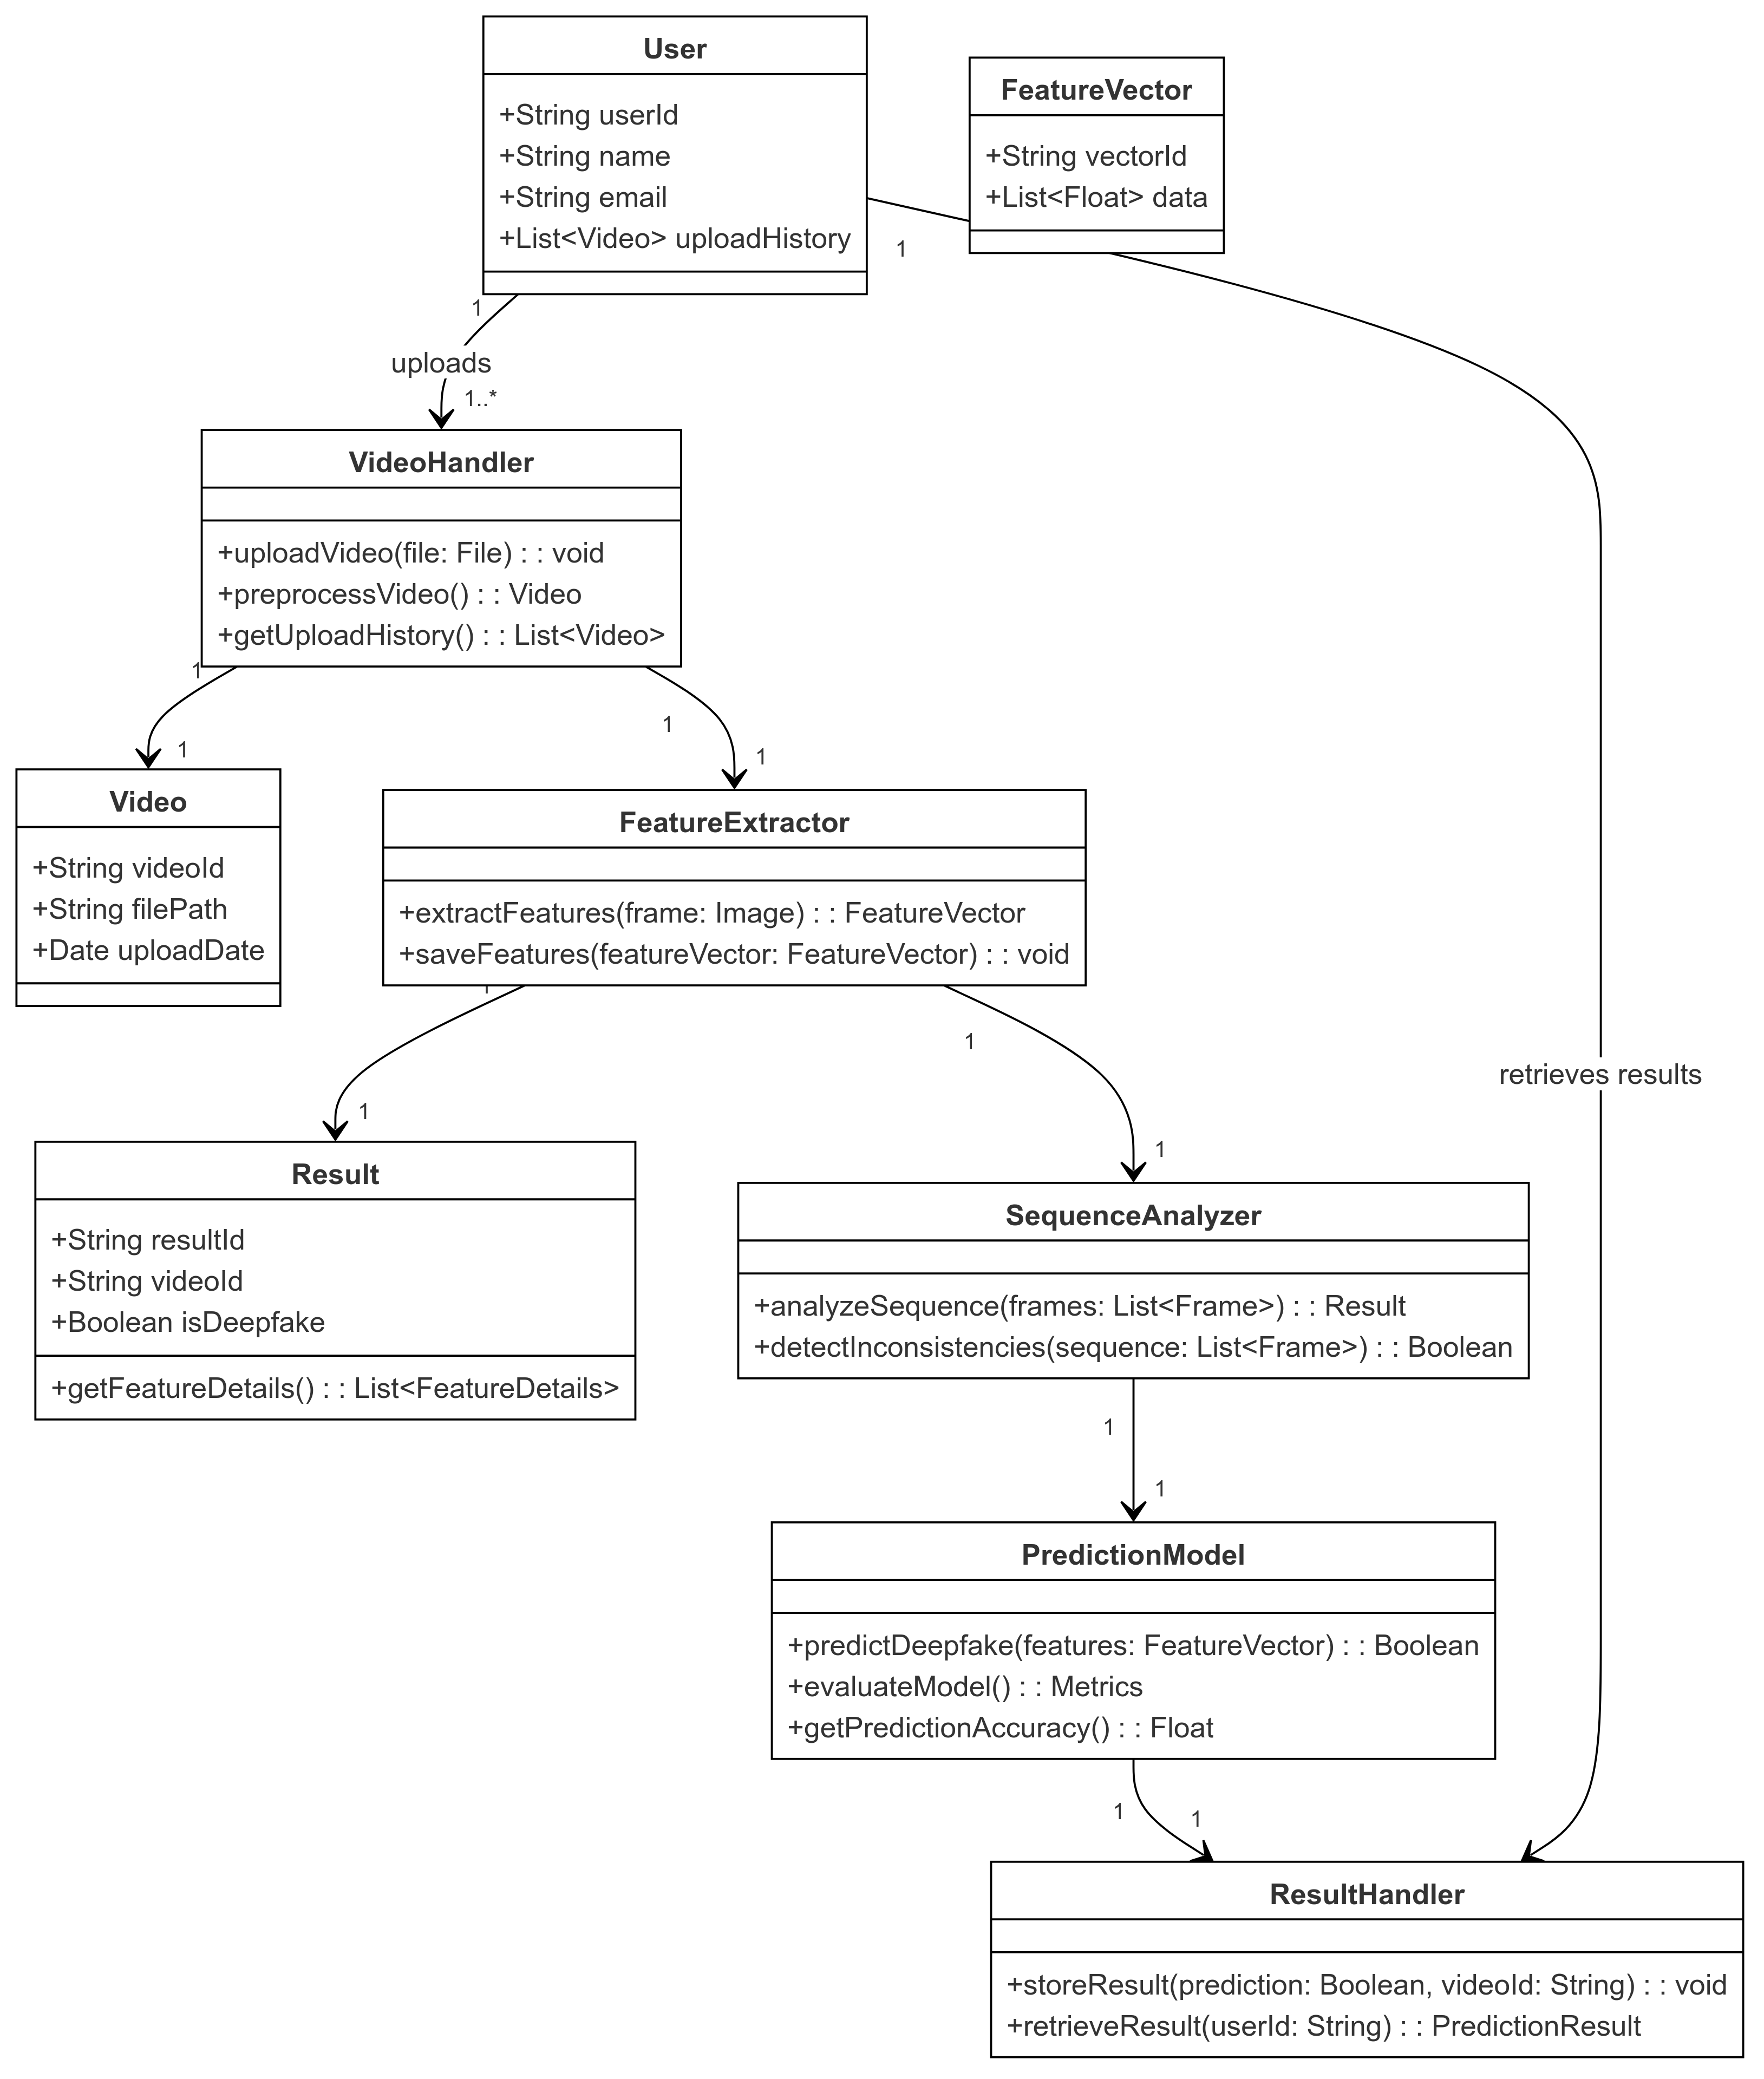 User
+String userId
+String name
+String email
+List<Video> uploadHistory
FeatureVector
+String vectorId
+List<Float> data
1
1
uploads
1..*
VideoHandler
+uploadVideo(file: File) : : void
+preprocessVideo() : : Video
+getUploadHistory() : : List<Video>
1
1
1
1
Video
+String videoId
+String filePath
+Date uploadDate
FeatureExtractor
+extractFeatures(frame: Image) : : FeatureVector
+saveFeatures(featureVector: FeatureVector) : : void
1
1
1
retrieves results
Result
+String resultId
+String videoId
+Boolean isDeepfake
+getFeatureDetails() : : List<FeatureDetails>
SequenceAnalyzer
+analyzeSequence(frames: List<Frame>) : : Result
+detectInconsistencies(sequence: List<Frame>) : : Boolean
1
1
PredictionModel
+predictDeepfake(features: FeatureVector) : : Boolean
+evaluateModel() : : Metrics
+getPredictionAccuracy() : : Float
1
1
ResultHandler
+storeResult(prediction: Boolean, videoId: String) : : void
+retrieveResult(userId: String) : : PredictionResult